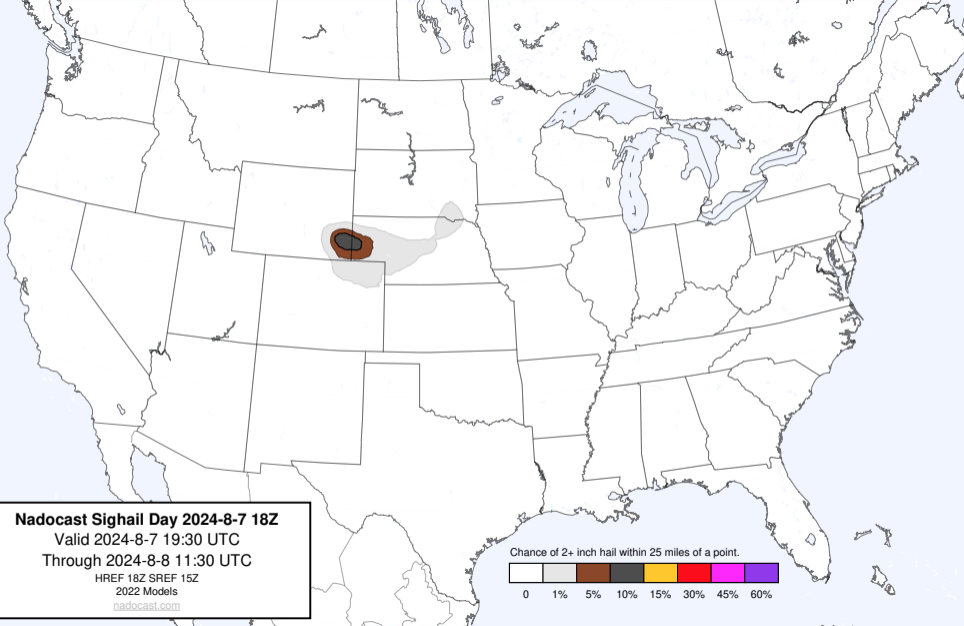 Nadocast Sighail Day 2024-8-7 18Z
Valid 2024-8-7 19:30 UTC
Through 2024-8-8 11:30 UTC
HREF 18Z SREF 15Z
2022 Models
nadocast.com
Chance of 2+ inch hail within 25 miles of a point.
0 1% 5% 10% 15% 30% 45% 60%